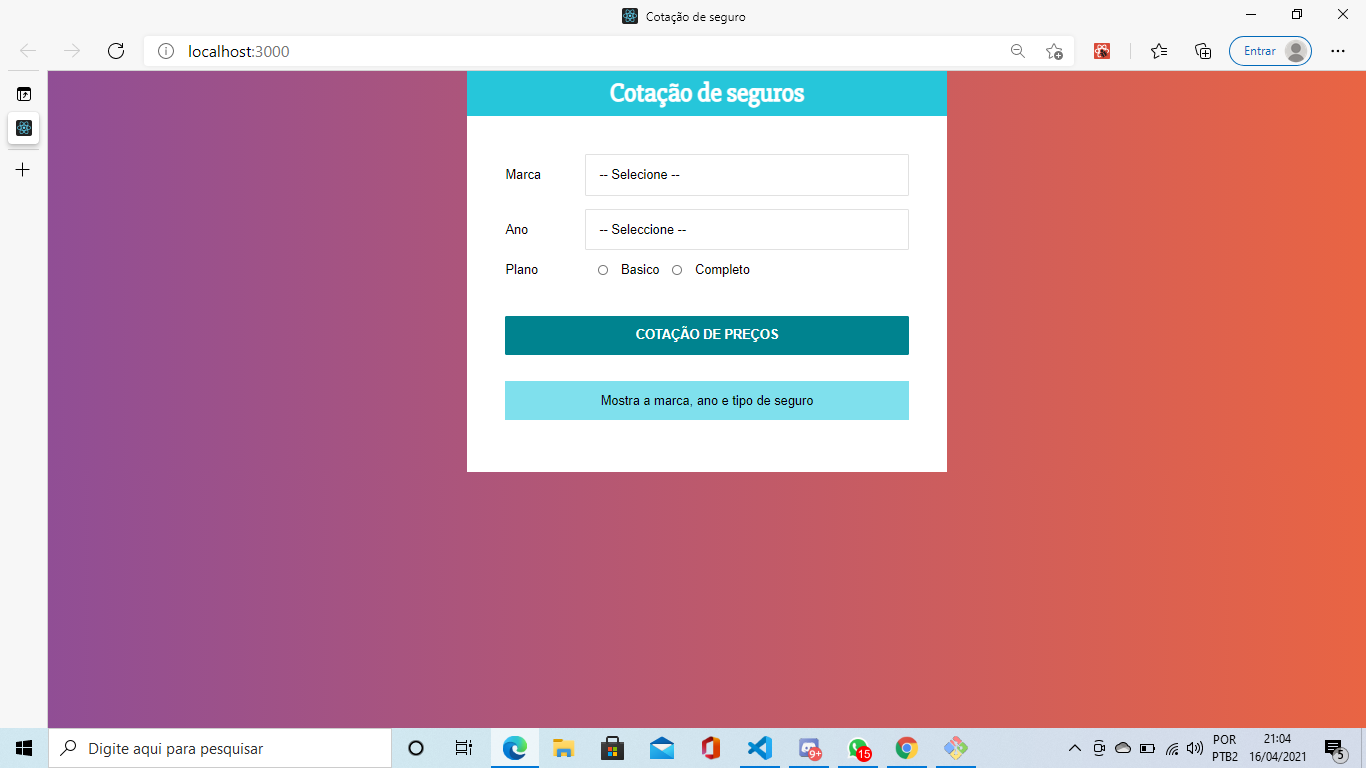 Cotação de seguro
localhost:3000
Entrar
Cotação de seguros
Marca
-- Selecione --
Ano
-- Seleccione --
Plano
Basico
Completo
COTAÇÃO DE PREÇOS
Mostra a marca, ano e tipo de seguro
Digite aqui para pesquisar
9+
15
POR
PTB2
21:04
16/04/2021
5